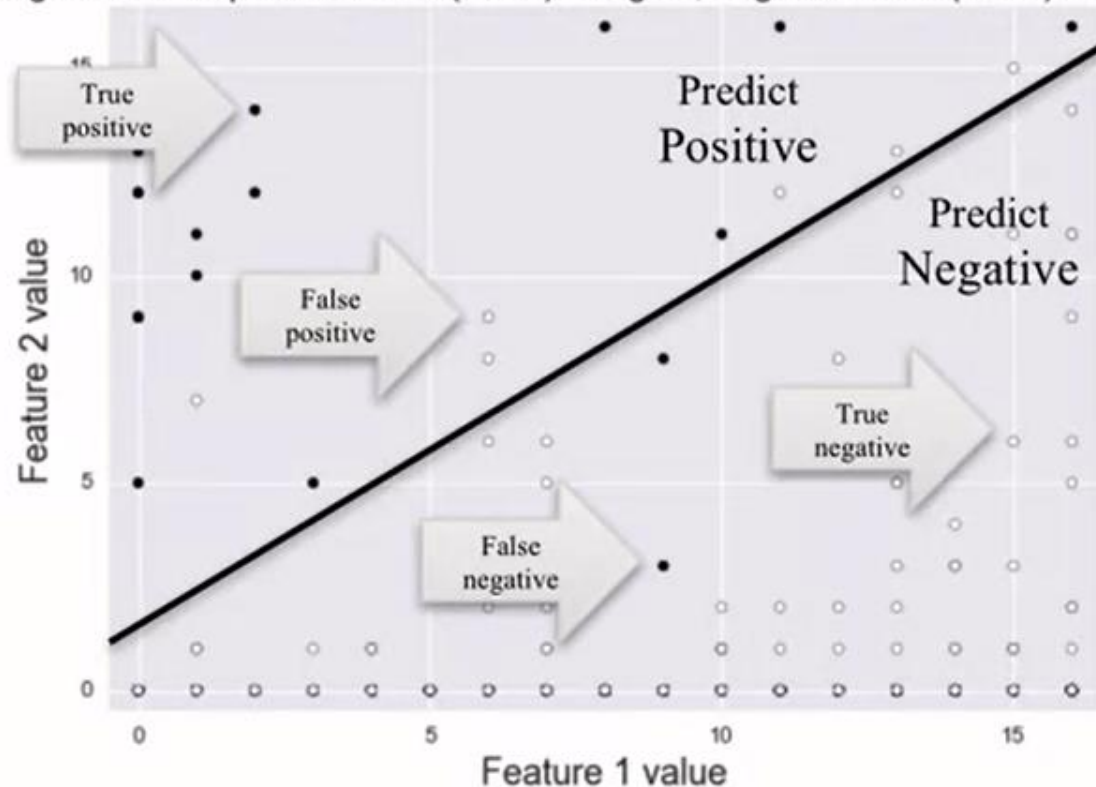 15
True
positive
Predict
Positive
Predict
Negative
10
False
positive
True
negative
5
False
negative
0
0
5
10
15
Feature 1 value
Feature 2 value